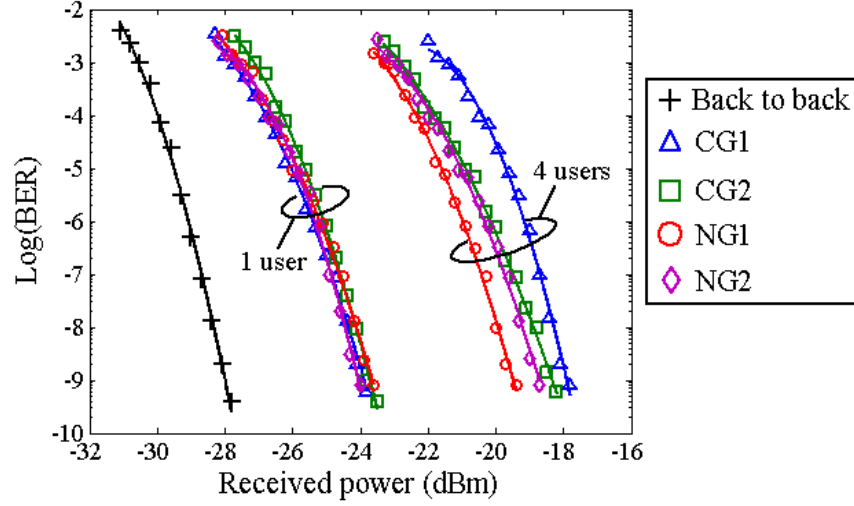 -2
-3
-4
-5
-6
-7
-8
-9
-10
Log(BER)
-32
-30
-28
-26
-24
-22
-20
-18
-16
Received power (dBm)
1 user
4 users
Back to back
CG1
CG2
NG1
NG2